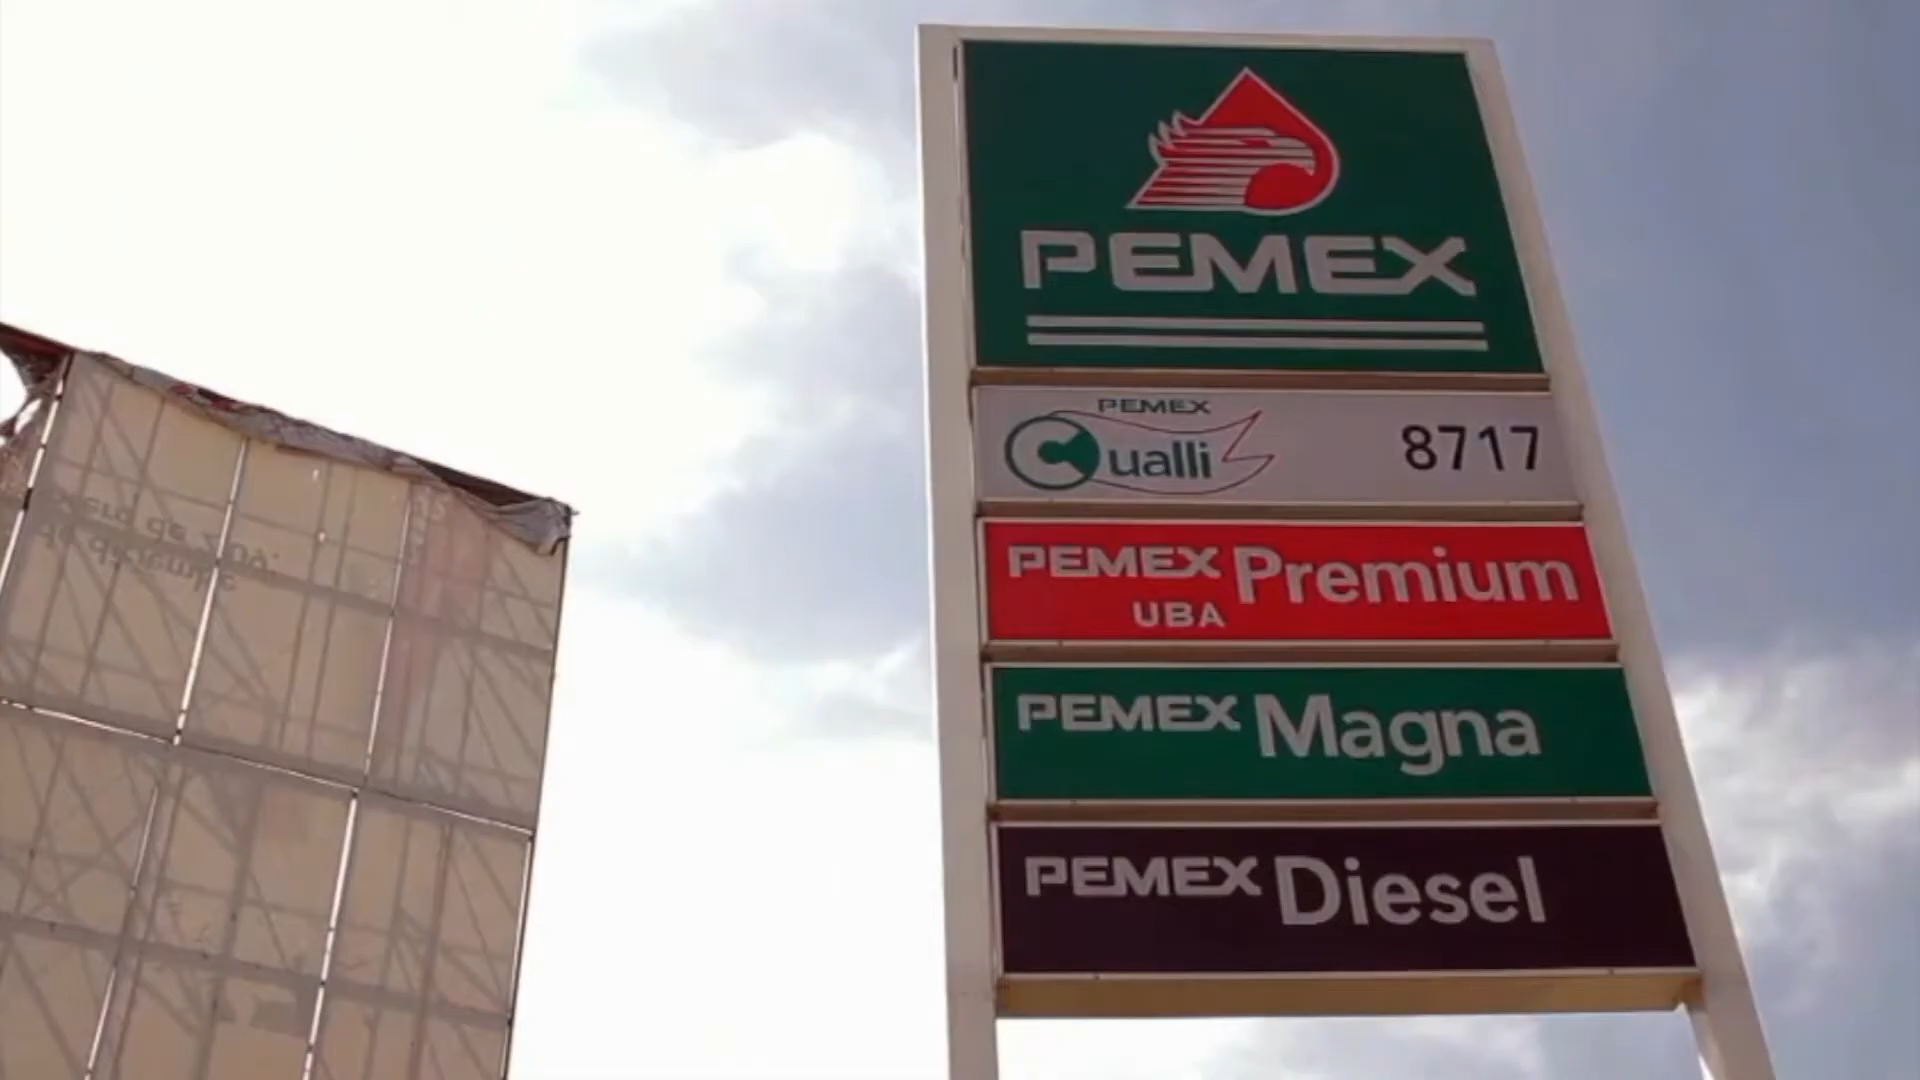 PEMEX
PEMEX
Cualli 8717
PEMEX Premium
UBA
PEMEX Magna
PEMEX Diesel